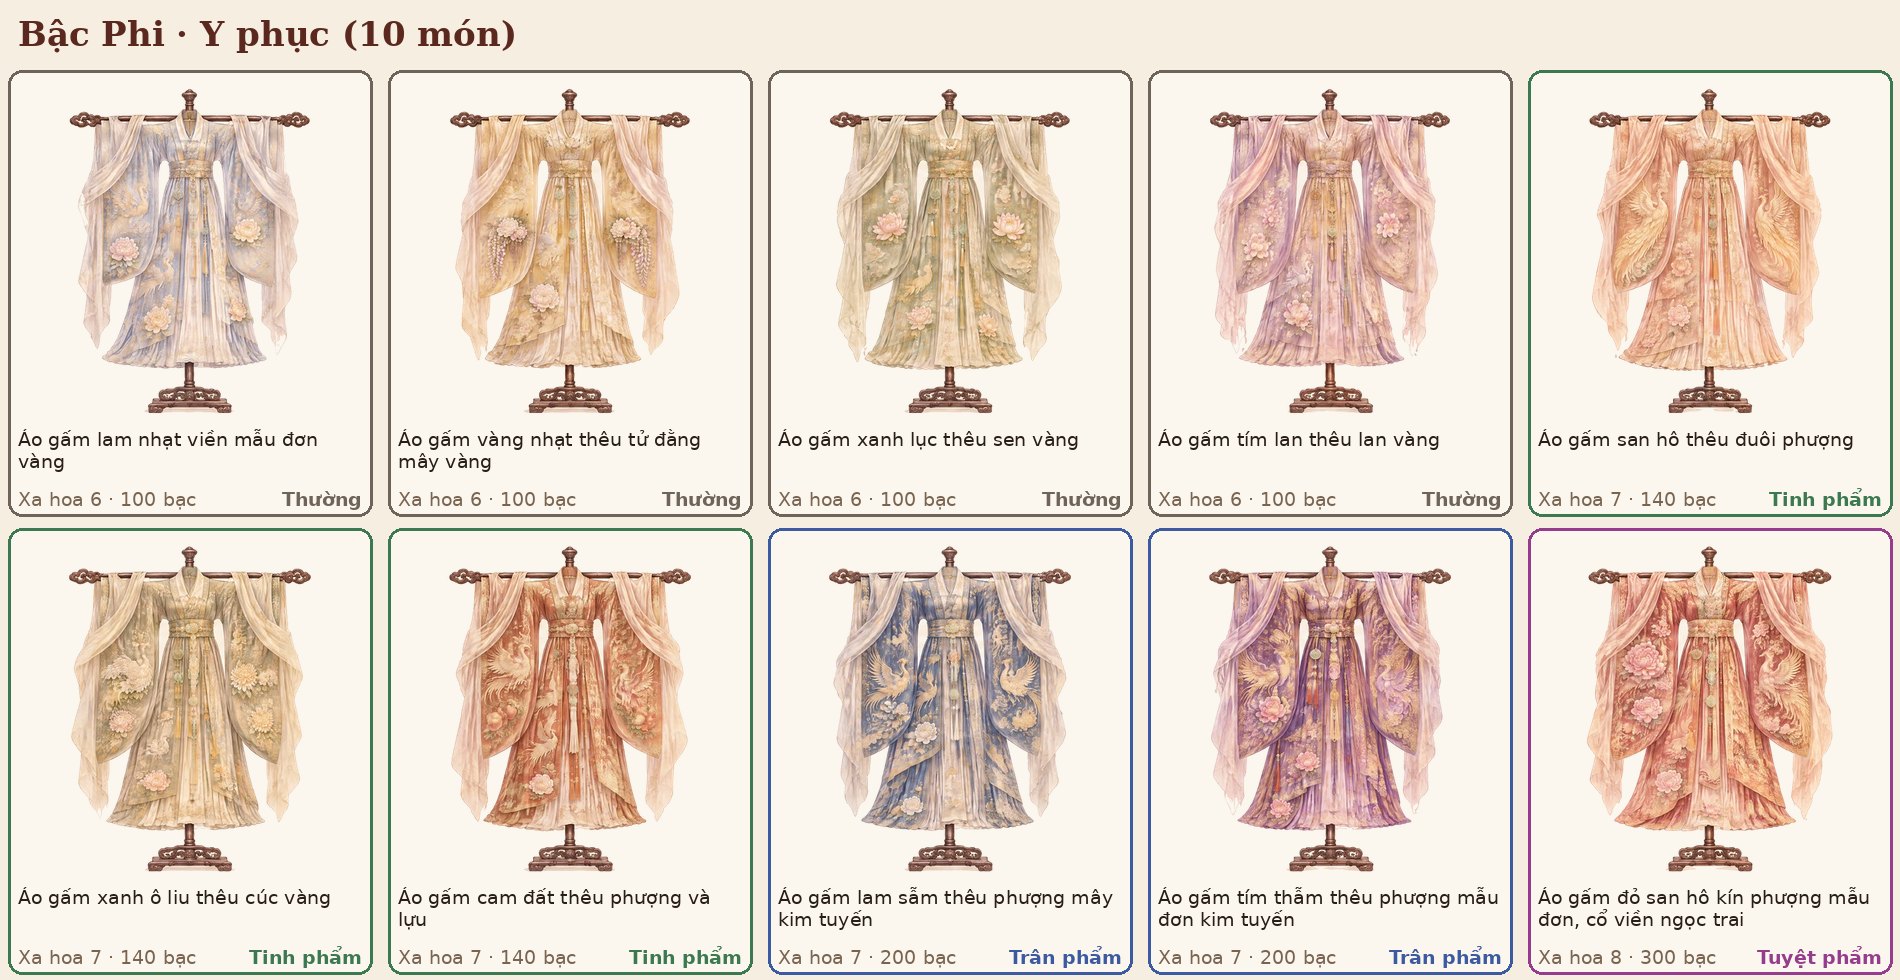 Bậc Phi · Y phục (10 món)
Áo gấm lam nhạt viền mẫu đơn
vàng
Xa hoa 6 · 100 bạc
Thường
Áo gấm vàng nhạt thêu tử đằng
mây vàng
Xa hoa 6 · 100 bạc
Thường
Áo gấm xanh lục thêu sen vàng
Xa hoa 6 · 100 bạc
Thường
Áo gấm tím lan thêu lan vàng
Xa hoa 6 · 100 bạc
Thường
Áo gấm san hô thêu đuôi phượng
Xa hoa 7 · 140 bạc
Tinh phẩm
Áo gấm xanh ô liu thêu cúc vàng
Xa hoa 7 · 140 bạc
Tinh phẩm
Áo gấm cam đất thêu phượng và
lựu
Xa hoa 7 · 140 bạc
Tinh phẩm
Áo gấm lam sẫm thêu phượng mây
kim tuyến
Xa hoa 7 · 200 bạc
Trân phẩm
Áo gấm tím thẫm thêu phượng mẫu
đơn kim tuyến
Xa hoa 7 · 200 bạc
Trân phẩm
Áo gấm đỏ san hô kín phượng mẫu
đơn, cổ viền ngọc trai
Xa hoa 8 · 300 bạc
Tuyệt phẩm